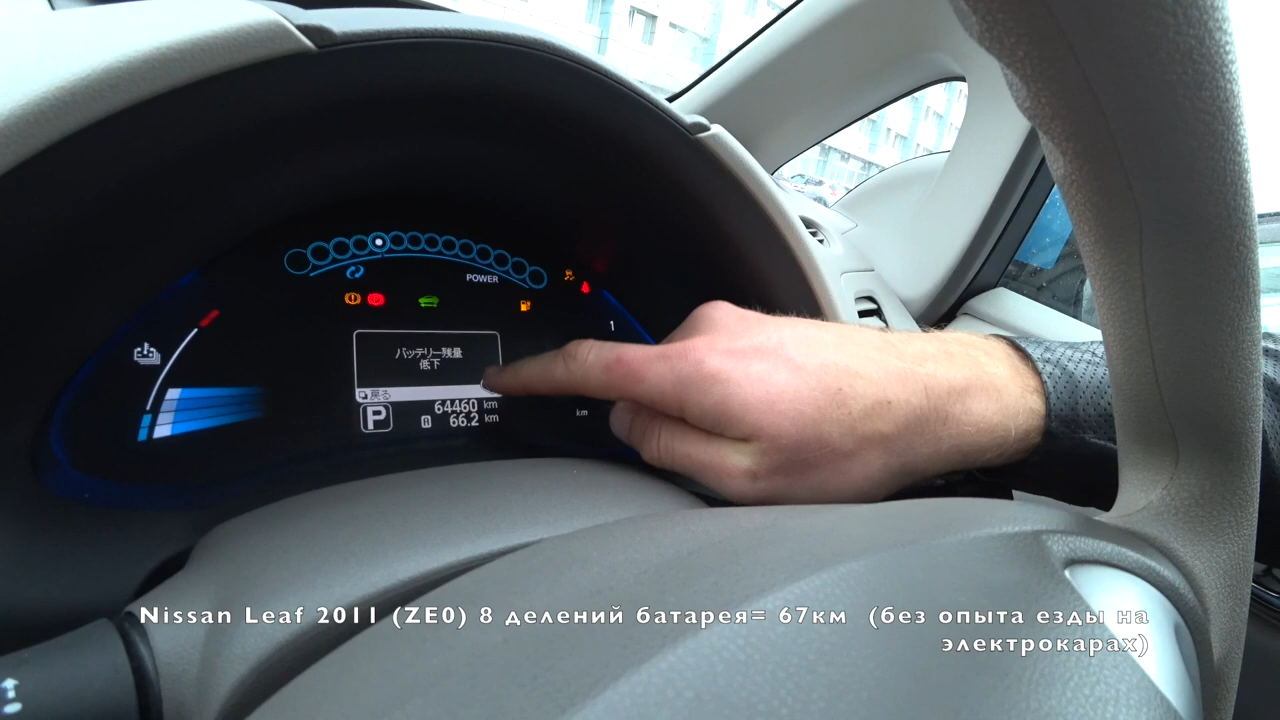 POWER
1
バッテリー残量
低下
戻る
64460 km
P
A 66.2 km
km
Nissan Leaf 2011 (ZE0) 8 делений батарея= 67км (без опыта езды на
электрокарах)